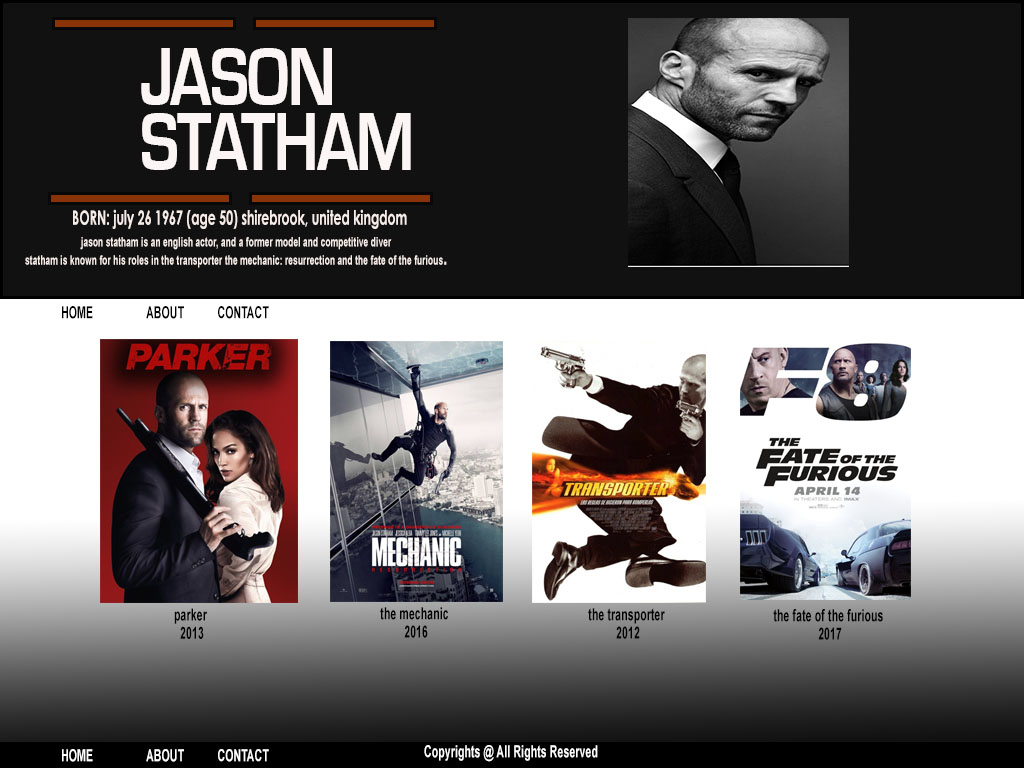 JASON
STATHAM
BORN: july 26 1967 (age 50) shirebrook, united kingdom
jason statham is an english actor, and a former model and competitive diver
statham is known for his roles in the transporter the mechanic: resurrection and the fate of the furious.
HOME ABOUT CONTACT
PARKER
MECHANIC
TRANSPORTER
F8
THE
FATE OF THE
FURIOUS
APRIL 14
IN THEATERS AND IMAX
parker
2013
the mechanic
2016
the transporter
2012
the fate of the furious
2017
HOME ABOUT CONTACT
Copyrights @ All Rights Reserved